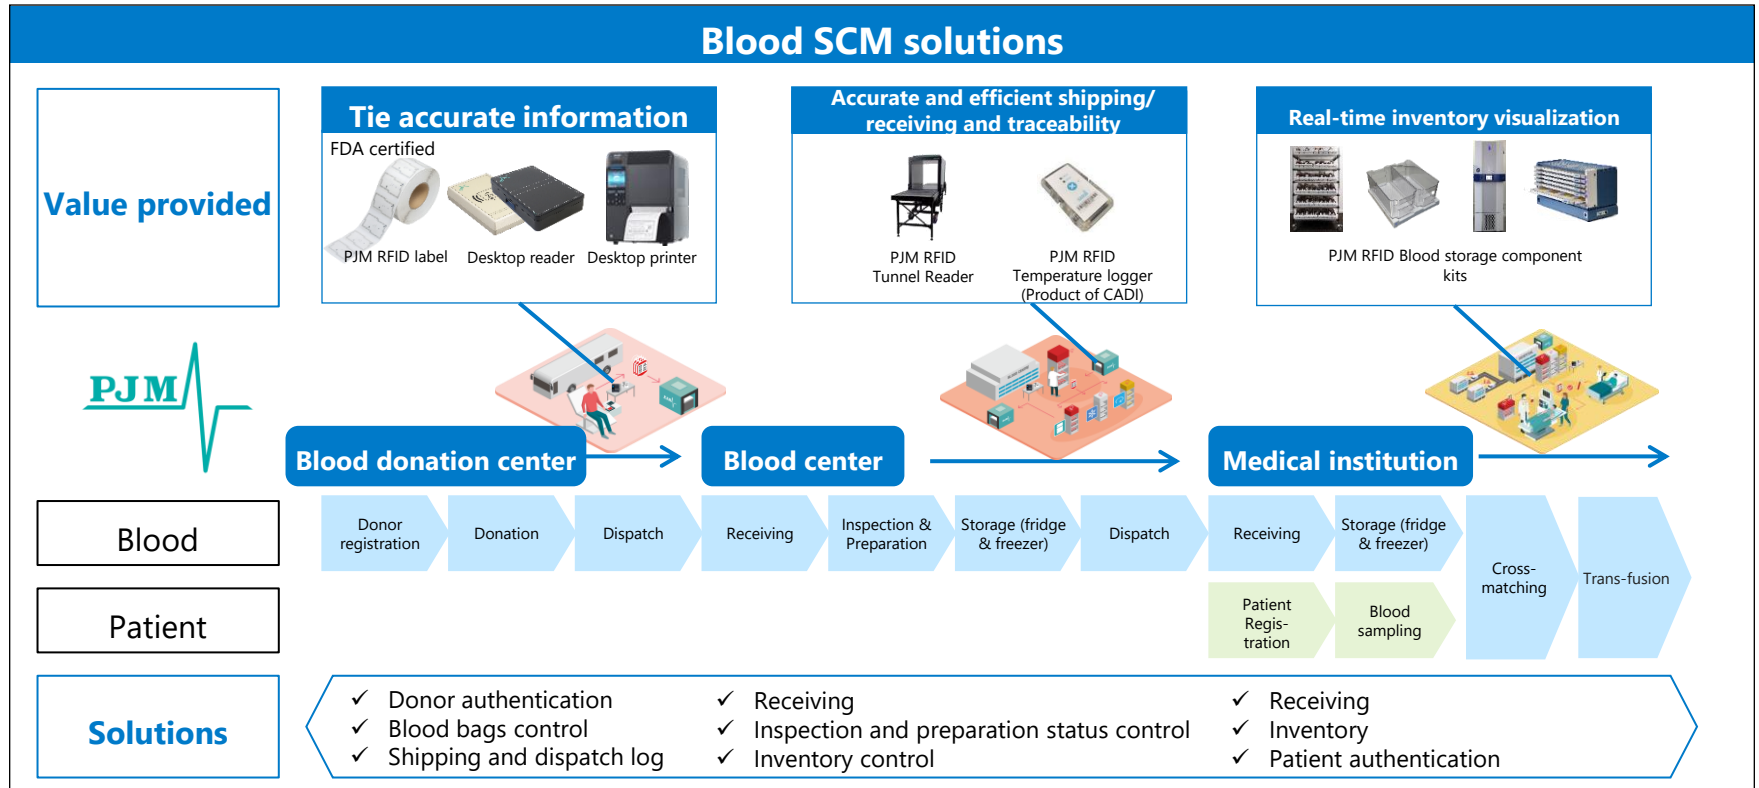 Blood SCM solutions
Value provided
Tie accurate information
FDA certified
PJM RFID label
Desktop reader
Desktop printer
Accurate and efficient shipping/
receiving and traceability
PJM RFID
Tunnel Reader
PJM RFID
Temperature logger
(Product of CADI)
Real-time inventory visualization
PJM RFID Blood storage component
kits
PJM
Blood donation center
Blood center
Medical institution
Blood
Donor
registration
Donation
Dispatch
Receiving
Inspection &
Preparation
Storage (fridge
& freezer)
Dispatch
Receiving
Storage (fridge
& freezer)
Cross-
matching
Trans-fusion
Patient
Patient
Regis-
tration
Blood
sampling
Solutions
✓ Donor authentication
✓ Blood bags control
✓ Shipping and dispatch log
✓ Receiving
✓ Inspection and preparation status control
✓ Inventory control
✓ Receiving
✓ Inventory
✓ Patient authentication